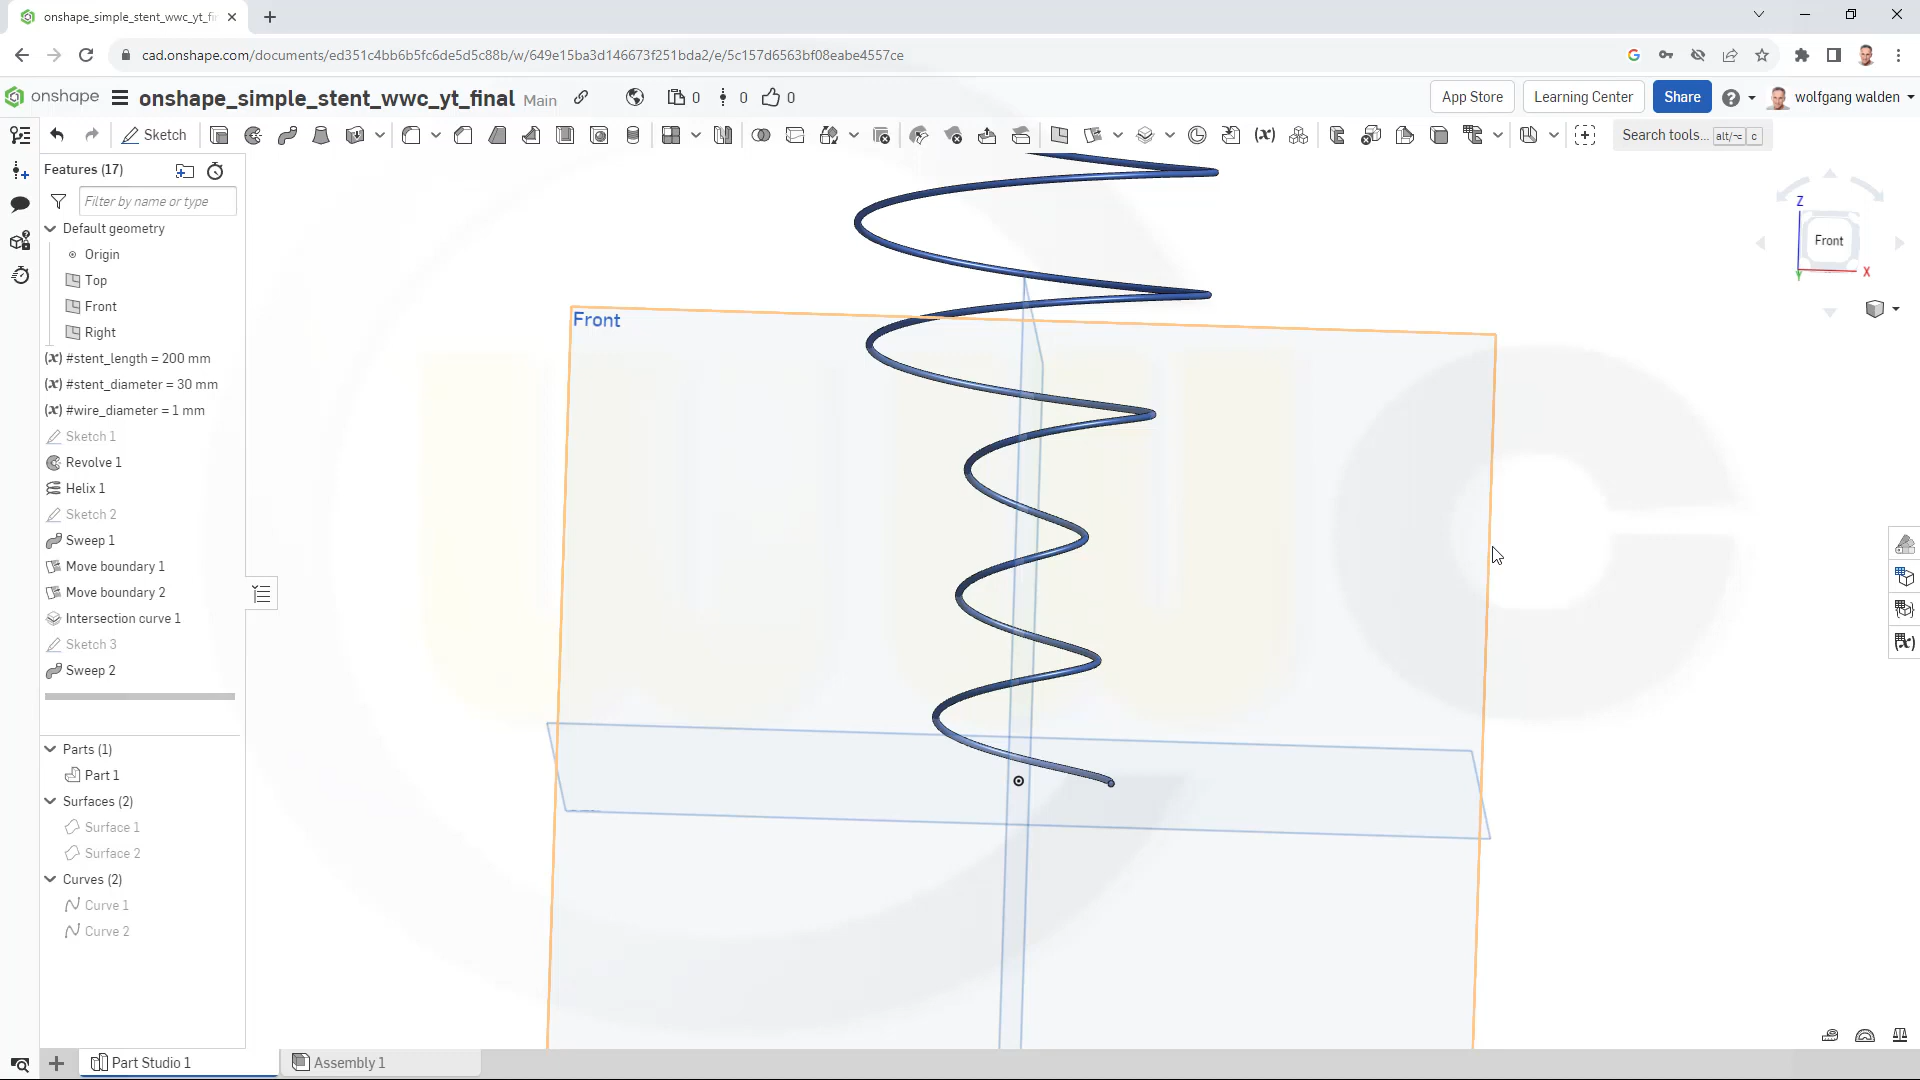 onshape_simple_stent_wwc_yt_fi
cad.onshape.com/documents/ed351c4bb6b5fc6de5d5c88b/w/649e15ba3d146673f251bda2/e/5c157d6563bf08eabe4557ce
onshape onshape_simple_stent_wwc_yt_final Main 0 0 0 App Store Learning Center Share wolfgang walden
Sketch Search tools... alt/⌥ c
Features (17)
Filter by name or type
Default geometry
Origin
Top
Front
Right
(x) #stent_length = 200 mm
(x) #stent_diameter = 30 mm
(x) #wire_diameter = 1 mm
Sketch 1
Revolve 1
Helix 1
Sketch 2
Sweep 1
Move boundary 1
Move boundary 2
Intersection curve 1
Sketch 3
Sweep 2
Parts (1)
Part 1
Surfaces (2)
Surface 1
Surface 2
Curves (2)
Curve 1
Curve 2
Front
Z
Front
X
Y
wwc
Part Studio 1
Assembly 1